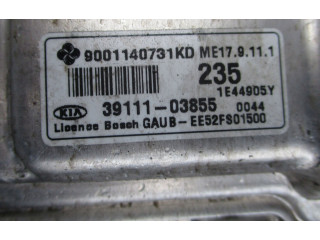 9001140731KD ME17.9.11.1
235
1E44905Y
KIA 39111-03855 0044
Licence Bosch GAUB-EE52FS01500